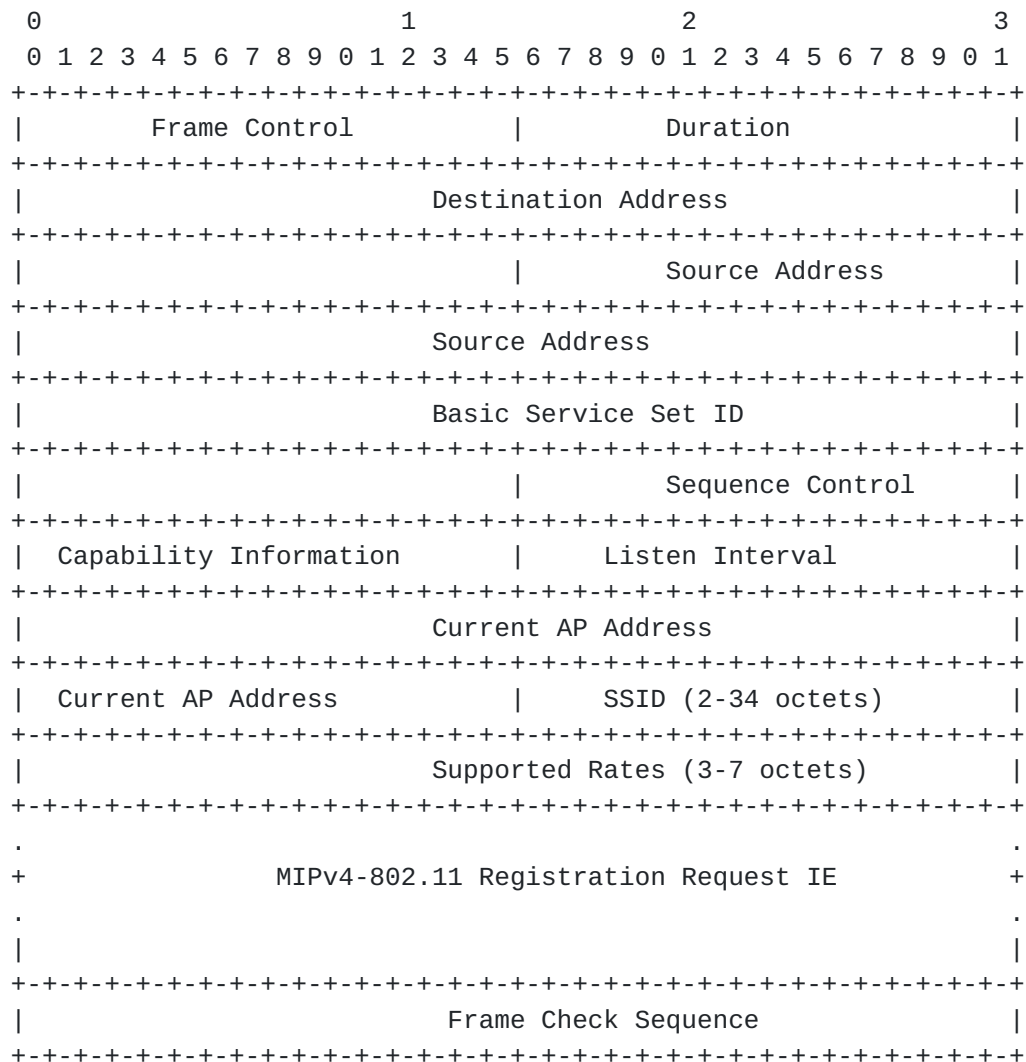 0                       1                 2                   3
 0 1 2 3 4 5 6 7 8 9 0 1 2 3 4 5 6 7 8 9 0 1 2 3 4 5 6 7 8 9 0 1
+-+-+-+-+-+-+-+-+-+-+-+-+-+-+-+-+-+-+-+-+-+-+-+-+-+-+-+-+-+-+-+-+
|        Frame Control          |         Duration              |
+-+-+-+-+-+-+-+-+-+-+-+-+-+-+-+-+-+-+-+-+-+-+-+-+-+-+-+-+-+-+-+-+
|                          Destination Address                  |
+-+-+-+-+-+-+-+-+-+-+-+-+-+-+-+-+-+-+-+-+-+-+-+-+-+-+-+-+-+-+-+-+
|                               |         Source Address        |
+-+-+-+-+-+-+-+-+-+-+-+-+-+-+-+-+-+-+-+-+-+-+-+-+-+-+-+-+-+-+-+-+
|                          Source Address                       |
+-+-+-+-+-+-+-+-+-+-+-+-+-+-+-+-+-+-+-+-+-+-+-+-+-+-+-+-+-+-+-+-+
|                          Basic Service Set ID                 |
+-+-+-+-+-+-+-+-+-+-+-+-+-+-+-+-+-+-+-+-+-+-+-+-+-+-+-+-+-+-+-+-+
|                               |         Sequence Control      |
+-+-+-+-+-+-+-+-+-+-+-+-+-+-+-+-+-+-+-+-+-+-+-+-+-+-+-+-+-+-+-+-+
|  Capability Information       |     Listen Interval           |
+-+-+-+-+-+-+-+-+-+-+-+-+-+-+-+-+-+-+-+-+-+-+-+-+-+-+-+-+-+-+-+-+
|                          Current AP Address                   |
+-+-+-+-+-+-+-+-+-+-+-+-+-+-+-+-+-+-+-+-+-+-+-+-+-+-+-+-+-+-+-+-+
|  Current AP Address           |     SSID (2-34 octets)        |
+-+-+-+-+-+-+-+-+-+-+-+-+-+-+-+-+-+-+-+-+-+-+-+-+-+-+-+-+-+-+-+-+
|                          Supported Rates (3-7 octets)         |
+-+-+-+-+-+-+-+-+-+-+-+-+-+-+-+-+-+-+-+-+-+-+-+-+-+-+-+-+-+-+-+-+
.                                                               .
+                MIPv4-802.11 Registration Request IE           +
.                                                               .
|                                                               |
+-+-+-+-+-+-+-+-+-+-+-+-+-+-+-+-+-+-+-+-+-+-+-+-+-+-+-+-+-+-+-+-+
|                           Frame Check Sequence                |
+-+-+-+-+-+-+-+-+-+-+-+-+-+-+-+-+-+-+-+-+-+-+-+-+-+-+-+-+-+-+-+-+